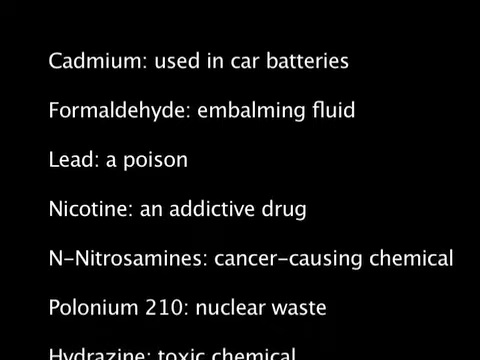 Cadmium: used in car batteries
Formaldehyde: embalming fluid
Lead: a poison
Nicotine: an addictive drug
N-Nitrosamines: cancer-causing chemical
Polonium 210: nuclear waste
Hydrazine: toxic chemical